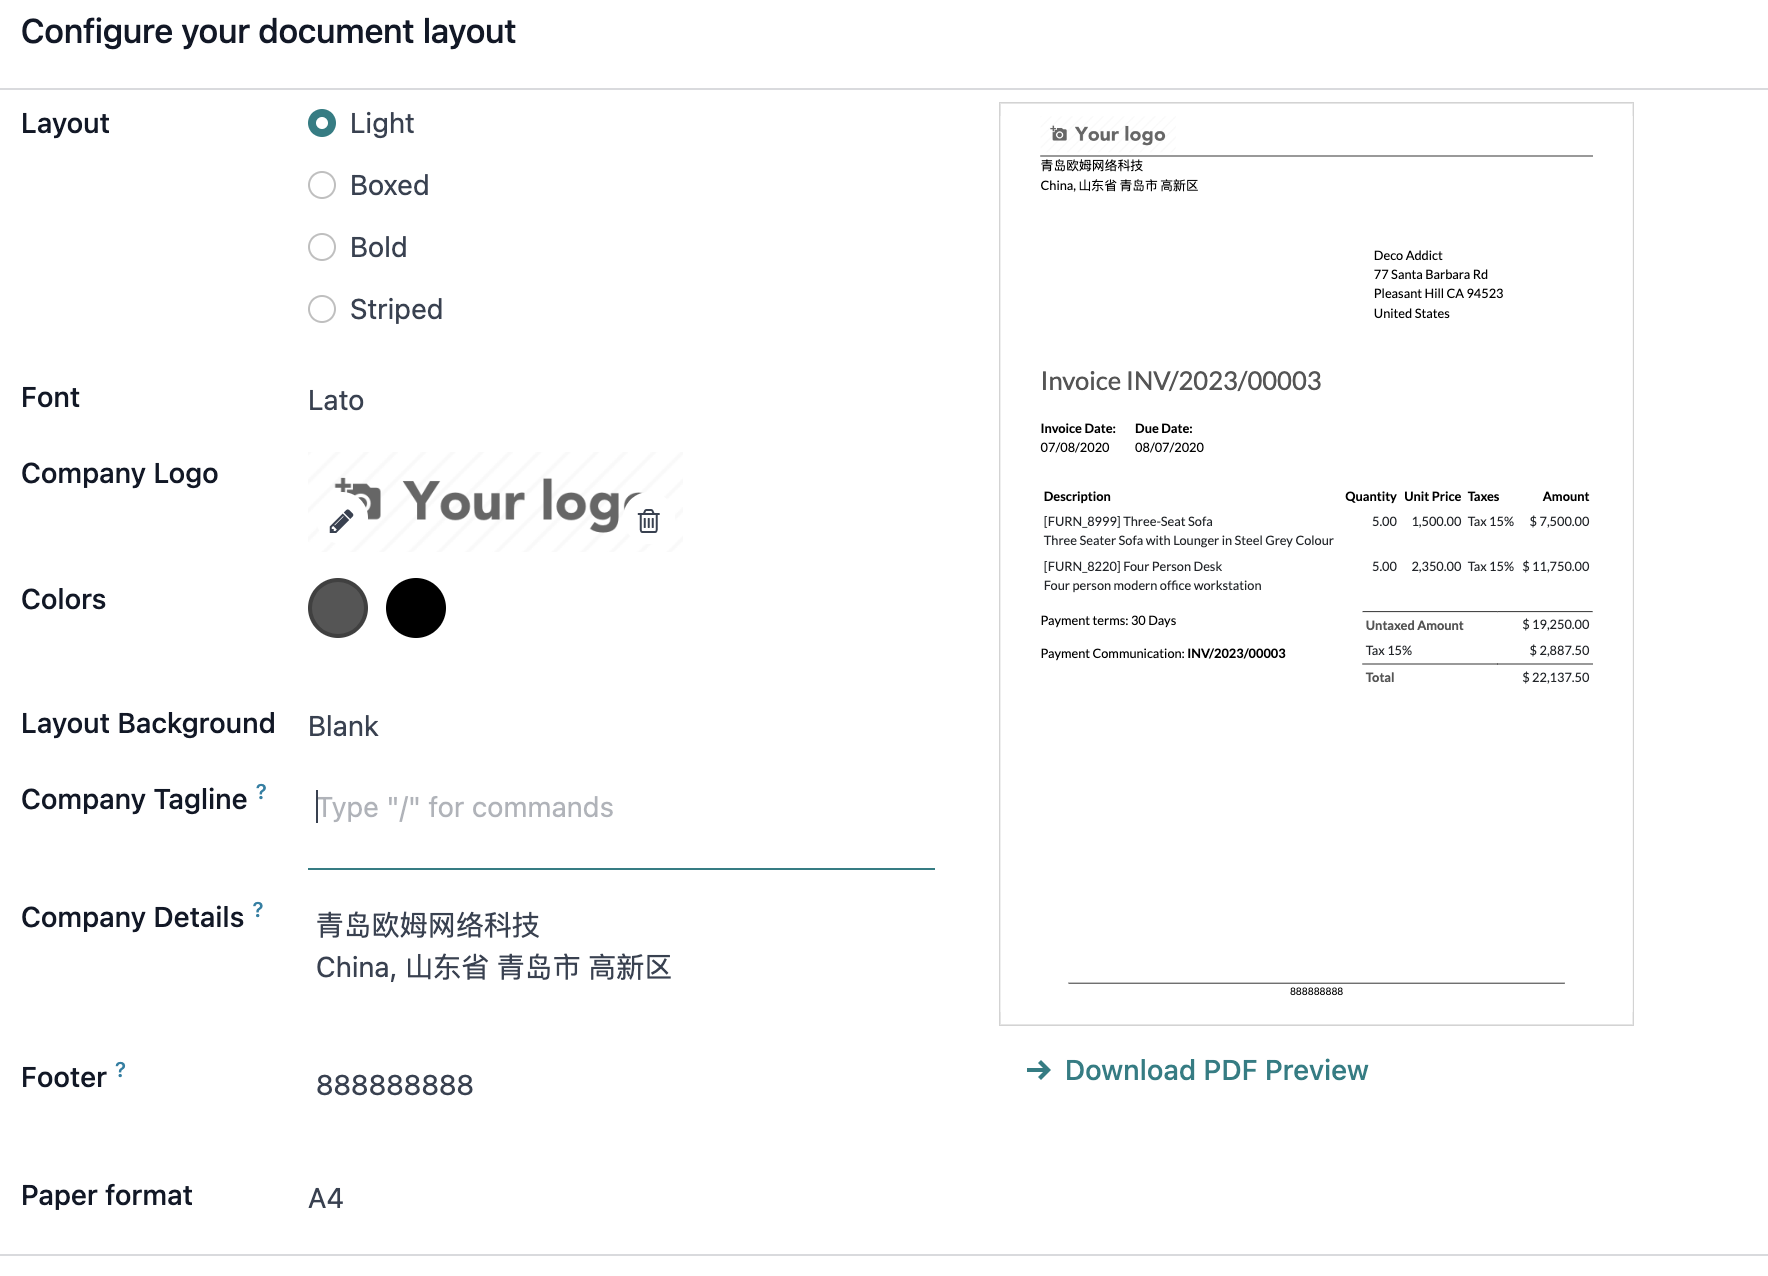 Configure your document layout
Layout
Light
Boxed
Bold
Striped
Font
Lato
Company Logo
Your logo
Colors
Layout Background
Blank
Company Tagline ?
Type "/" for commands
Company Details ?
青岛欧姆网络科技
China, 山东省 青岛市 高新区
Footer ?
888888888
Paper format
A4
Your logo
青岛欧姆网络科技
China, 山东省 青岛市 高新区
Deco Addict
77 Santa Barbara Rd
Pleasant Hill CA 94523
United States
Invoice INV/2023/00003
Invoice Date: Due Date:
07/08/2020 08/07/2020
Description Quantity Unit Price Taxes Amount
[FURN_8999] Three-Seat Sofa 5.00 1,500.00 Tax 15% $ 7,500.00
Three Seater Sofa with Lounger in Steel Grey Colour
[FURN_8220] Four Person Desk 5.00 2,350.00 Tax 15% $ 11,750.00
Four person modern office workstation
Payment terms: 30 Days
Payment Communication: INV/2023/00003
Untaxed Amount $ 19,250.00
Tax 15% $ 2,887.50
Total $ 22,137.50
888888888
Download PDF Preview